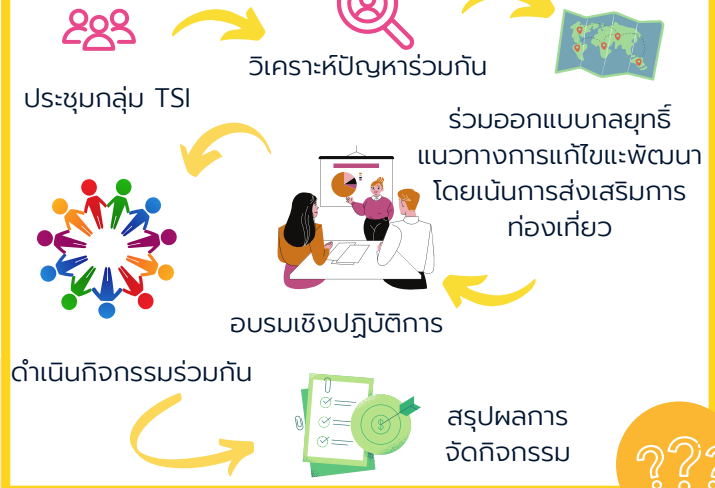 ประชุมกลุ่ม TSI
วิเคราะห์ปัญหาร่วมกัน
ร่วมออกแบบกลยุทธิ์
แนวทางการแก้ไขแะพัฒนา
โดยเน้นการส่งเสริมการ
ท่องเที่ยว
อบรมเชิงปฏิบัติการ
ดำเนินกิจกรรมร่วมกัน
สรุปผลการ
จัดกิจกรรม
???